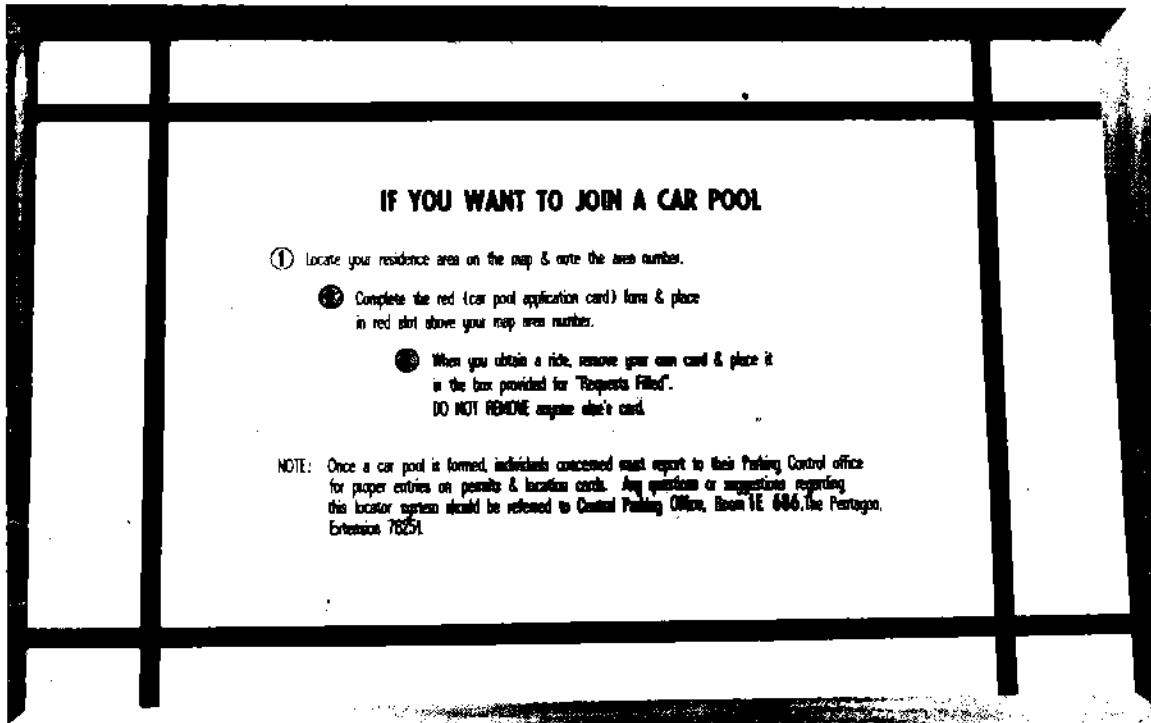 IF YOU WANT TO JOIN A CAR POOL
1 Locate your residence area on the map & note the area number.
Complete the red (car pool application card) form & place
in red slot above your map area number.
When you obtain a ride, remove your own card & place it
in the box provided for "Requests Filled".
DO NOT REMOVE anyone else's card.
NOTE: Once a car pool is formed, individuals concerned must report to their Parking Control office
for proper entries on permits & location cards. Any questions or suggestions regarding
this locator system should be referred to Central Parking Office, Room 1E 686, The Pentagon,
Extension 76254.